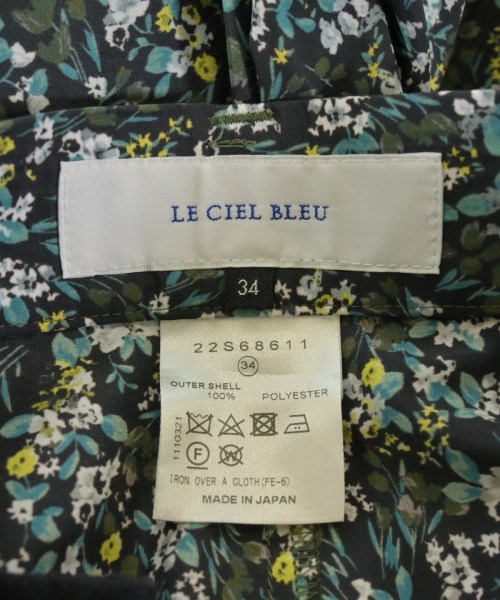 LE CIEL BLEU
34
22S68611
34
OUTER SHELL
100% POLYESTER
1110321
F W
IRON OVER A CLOTH(FE-6)
MADE IN JAPAN